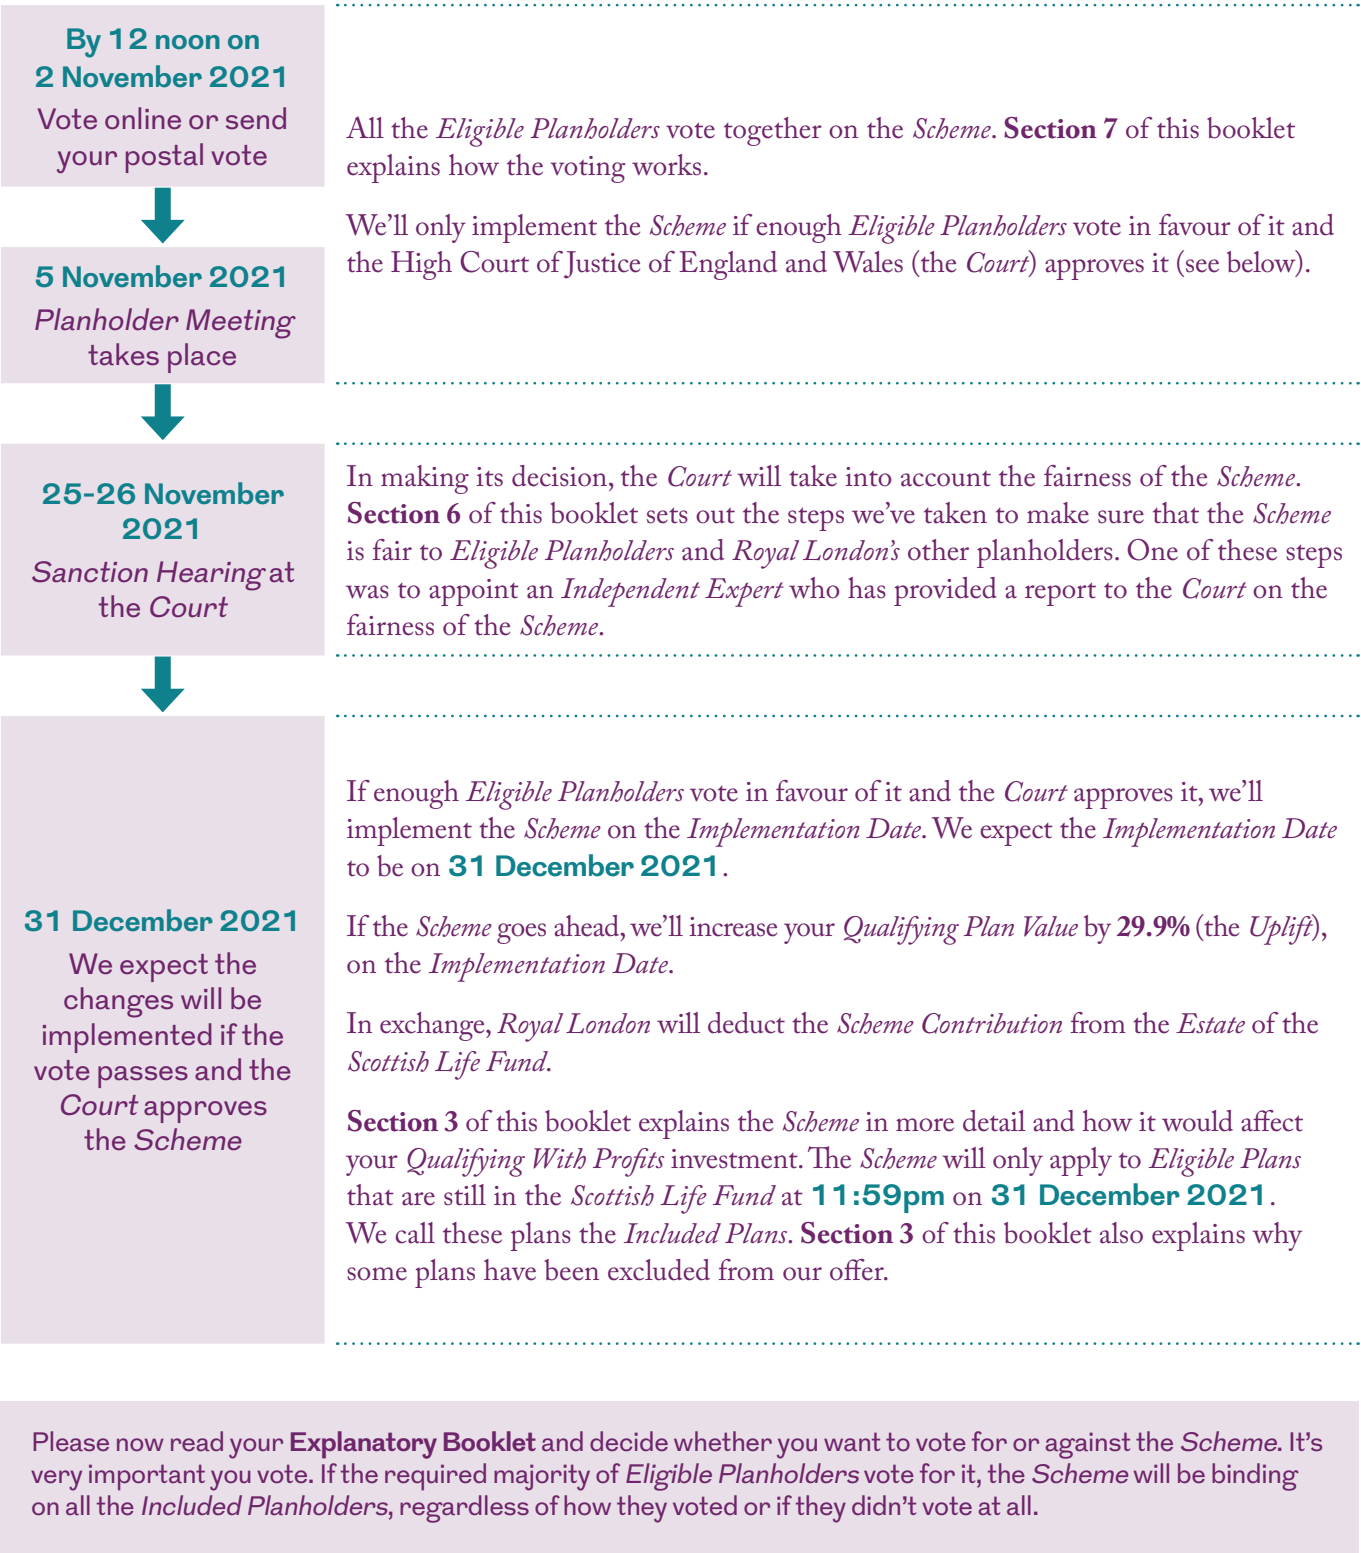 By 12 noon on
2 November 2021
Vote online or send
your postal vote
All the Eligible Planholders vote together on the Scheme. Section 7 of this booklet
explains how the voting works.
We'll only implement the Scheme if enough Eligible Planholders vote in favour of it and
the High Court of Justice of England and Wales (the Court) approves it (see below).
5 November 2021
Planholder Meeting
takes place
25-26 November
2021
Sanction Hearing at
the Court
In making its decision, the Court will take into account the fairness of the Scheme.
Section 6 of this booklet sets out the steps we've taken to make sure that the Scheme
is fair to Eligible Planholders and Royal London's other planholders. One of these steps
was to appoint an Independent Expert who has provided a report to the Court on the
fairness of the Scheme.
31 December 2021
We expect the
changes will be
implemented if the
vote passes and the
Court approves
the Scheme
If enough Eligible Planholders vote in favour of it and the Court approves it, we'll
implement the Scheme on the Implementation Date. We expect the Implementation Date
to be on 31 December 2021.
If the Scheme goes ahead, we'll increase your Qualifying Plan Value by 29.9% (the Uplift),
on the Implementation Date.
In exchange, Royal London will deduct the Scheme Contribution from the Estate of the
Scottish Life Fund.
Section 3 of this booklet explains the Scheme in more detail and how it would affect
your Qualifying With Profits investment. The Scheme will only apply to Eligible Plans
that are still in the Scottish Life Fund at 11:59pm on 31 December 2021.
We call these plans the Included Plans. Section 3 of this booklet also explains why
some plans have been excluded from our offer.
Please now read your Explanatory Booklet and decide whether you want to vote for or against the Scheme. It's
very important you vote. If the required majority of Eligible Planholders vote for it, the Scheme will be binding
on all the Included Planholders, regardless of how they voted or if they didn't vote at all.